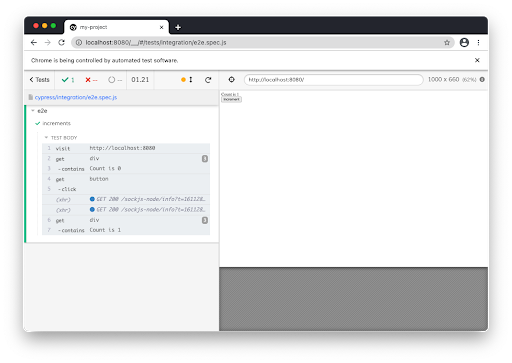 my-project
localhost:8080/__/#/tests/integration/e2e.spec.js
Chrome is being controlled by automated test software.
Tests 1 -- -- 01.21 http://localhost:8080/ 1000 x 660 (62%)
cypress/integration/e2e.spec.js
Count is 1
Increment
e2e
increments
TEST BODY
1 visit http://localhost:8080
2 get div 3
3 -contains Count is 0
4 get button
5 -click
(xhr) GET 200 /sockjs-node/info?t=161128…
(xhr) GET 200 /sockjs-node/info?t=161128…
6 get div 3
7 -contains Count is 1